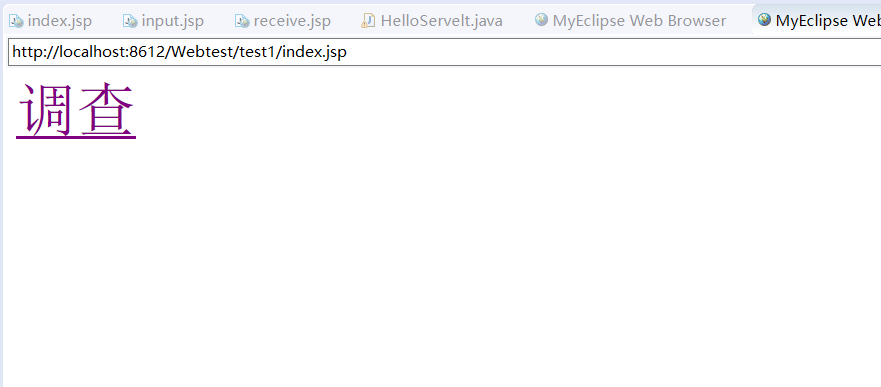 index.jsp input.jsp receive.jsp HelloServelt.java MyEclipse Web Browser MyEclipse Web
http://localhost:8612/Webtest/test1/index.jsp
调查